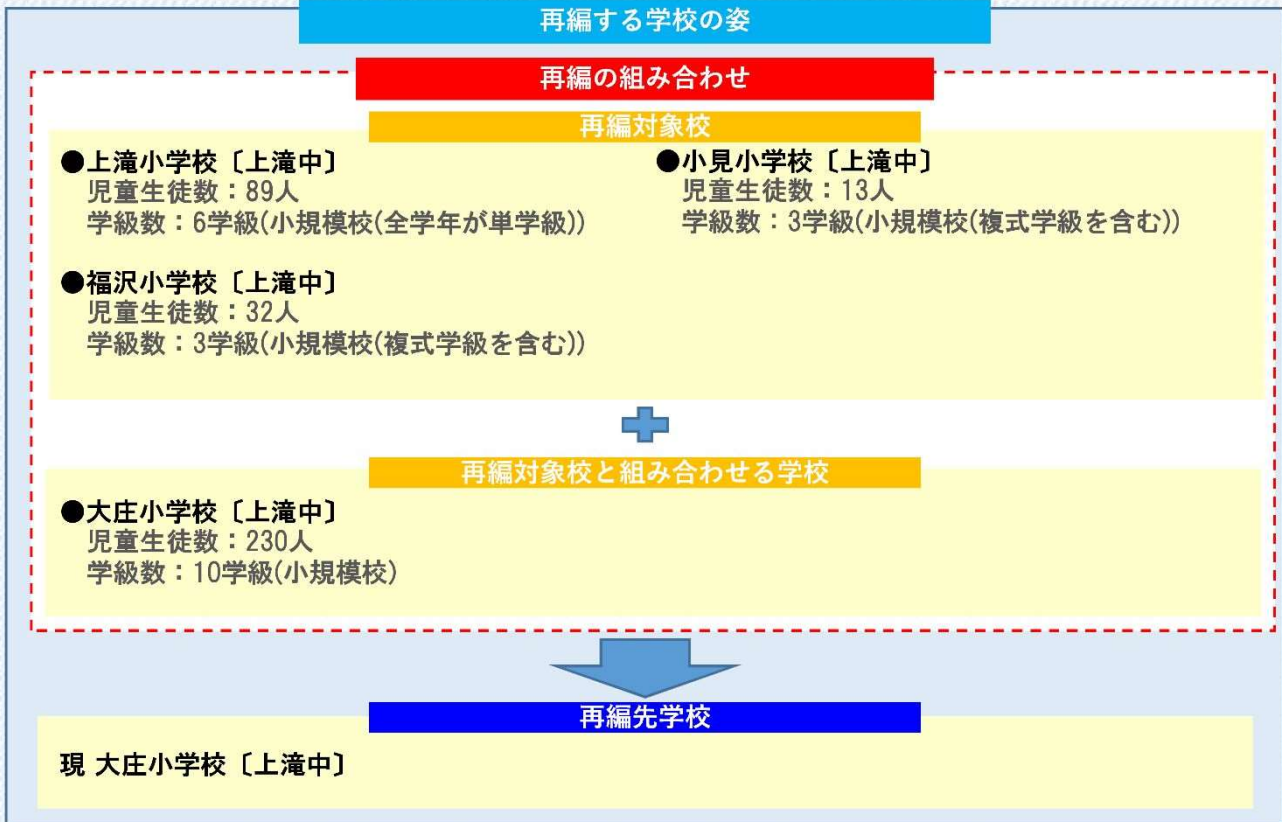 再編する学校の姿
再編の組み合わせ
再編対象校
●上滝小学校〔上滝中〕
児童生徒数：89人
学級数：6学級(小規模校(全学年が単学級))
●小見小学校〔上滝中〕
児童生徒数：13人
学級数：3学級(小規模校(複式学級を含む))
●福沢小学校〔上滝中〕
児童生徒数：32人
学級数：3学級(小規模校(複式学級を含む))
再編対象校と組み合わせる学校
●大庄小学校〔上滝中〕
児童生徒数：230人
学級数：10学級(小規模校)
再編先学校
現 大庄小学校〔上滝中〕